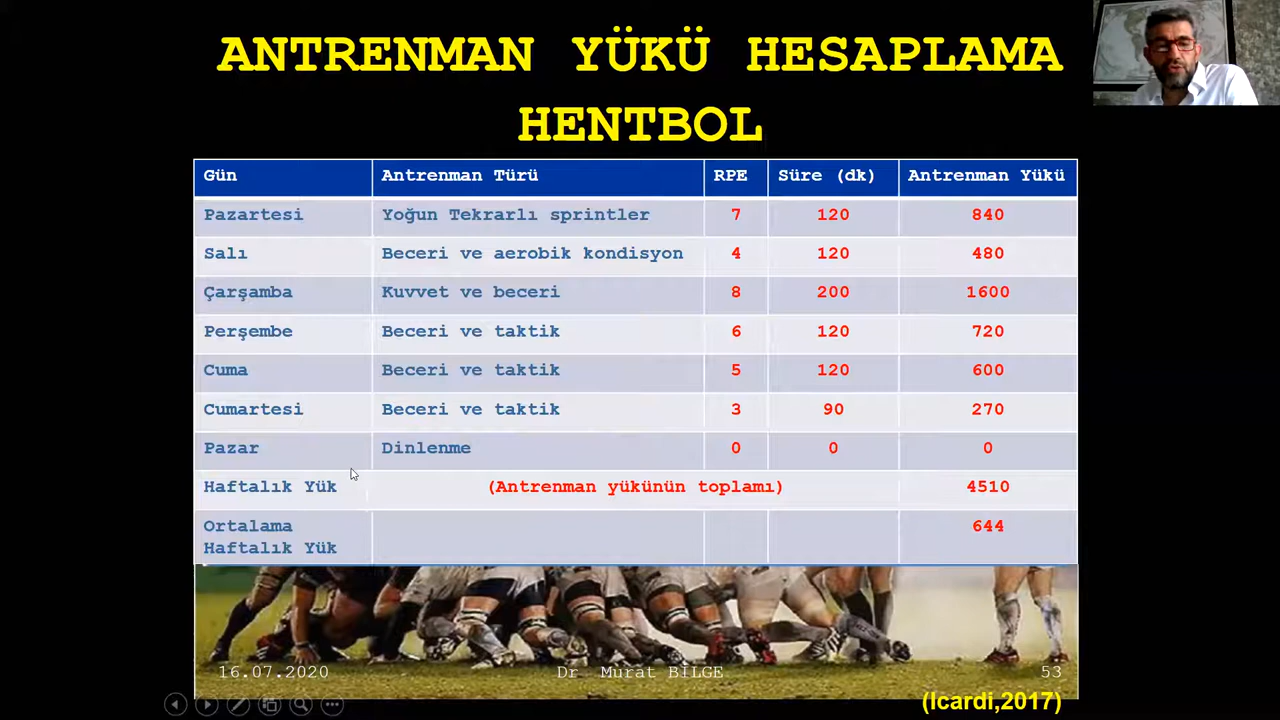 ANTRENMAN YÜKÜ HESAPLAMA
HENTBOL
Gün Antrenman Türü RPE Süre (dk) Antrenman Yükü
Pazartesi Yoğun Tekrarlı sprintler 7 120 840
Salı Beceri ve aerobik kondisyon 4 120 480
Çarşamba Kuvvet ve beceri 8 200 1600
Perşembe Beceri ve taktik 6 120 720
Cuma Beceri ve taktik 5 120 600
Cumartesi Beceri ve taktik 3 90 270
Pazar Dinlenme 0 0 0
Haftalık Yük (Antrenman yükünün toplamı) 4510
Ortalama 644
Haftalık Yük
16.07.2020 Dr Murat BİLGE 53
(Icardi,2017)